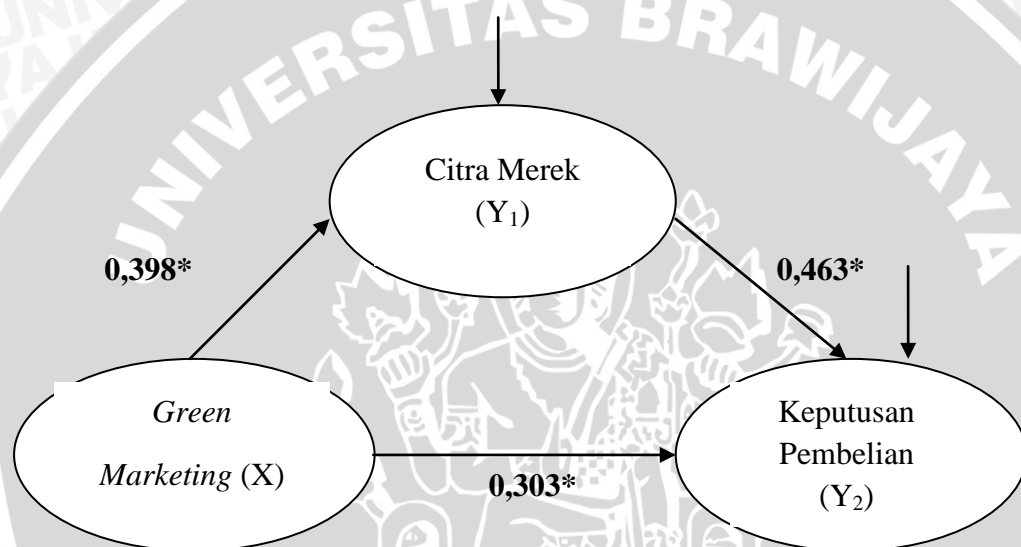 UNIVERSITAS BRAWIJAYA
Citra Merek
(Y₁)
0,398*
0,463*
Green
Marketing (X)
0,303*
Keputusan
Pembelian
(Y₂)